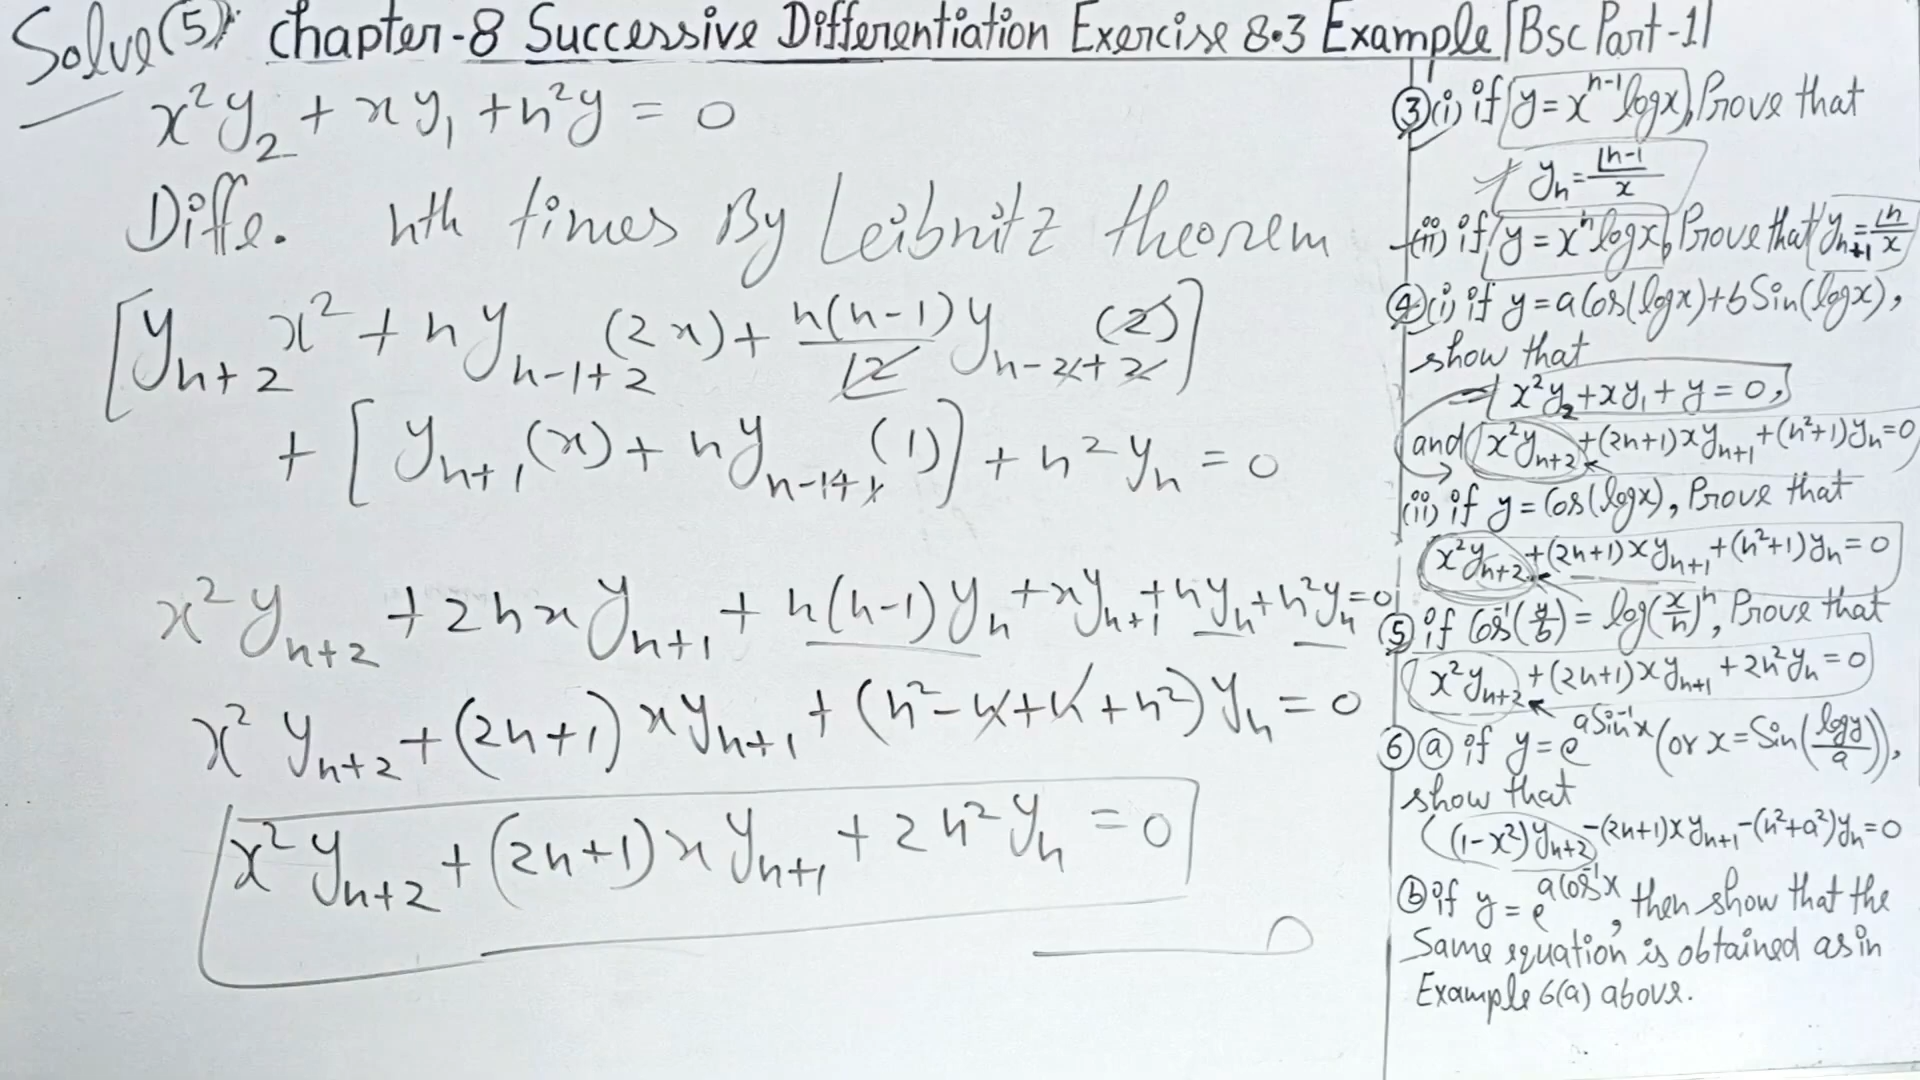 Solve (5) Chapter-8 Successive Differentiation Exercise 8.3 Example [Bsc Part-1]
x²y₂ + xy₁ + n²y = 0
Diffe. nth times By Leibnitz theorem
[yₙ₊₂ x² + n yₙ₋₁₊₂ (2x) + n(n-1)/⌊2 yₙ₋₂₊₂ (2)]
+ [yₙ₊₁ (x) + n yₙ₋₁₊₁ (1)] + n² yₙ = 0
x² yₙ₊₂ + 2nx yₙ₊₁ + n(n-1) yₙ + xyₙ₊₁ + nyₙ + n²yₙ = 0
x² yₙ₊₂ + (2n+1) xyₙ₊₁ + (n² - n + n + n²) yₙ = 0
x² yₙ₊₂ + (2n+1) x yₙ₊₁ + 2n² yₙ = 0
③ (i) if y = xⁿ⁻¹ log x, Prove that
yₙ = ⌊n-1/x
(ii) if y = xⁿ log x, Prove that yₙ₊₁ = ⌊n/x
④ (i) if y = a Cos(log x) + b Sin(log x),
show that
x²y₂ + xy₁ + y = 0,
and x²yₙ₊₂ + (2n+1)xyₙ₊₁ + (n²+1)yₙ = 0
(ii) if y = Cos(log x), Prove that
x²yₙ₊₂ + (2n+1)xyₙ₊₁ + (n²+1)yₙ = 0
⑤ if Cos⁻¹(y/b) = log(x/n)ⁿ, Prove that
x²yₙ₊₂ + (2n+1)xyₙ₊₁ + 2n²yₙ = 0
⑥ ⓐ if y = e^(a Sin⁻¹x) (or x = Sin(log y/a)),
show that
(1-x²)yₙ₊₂ - (2n+1)xyₙ₊₁ - (n²+a²)yₙ = 0
ⓑ if y = e^(a Cos⁻¹x), then show that the
Same equation is obtained as in
Example 6(a) above.